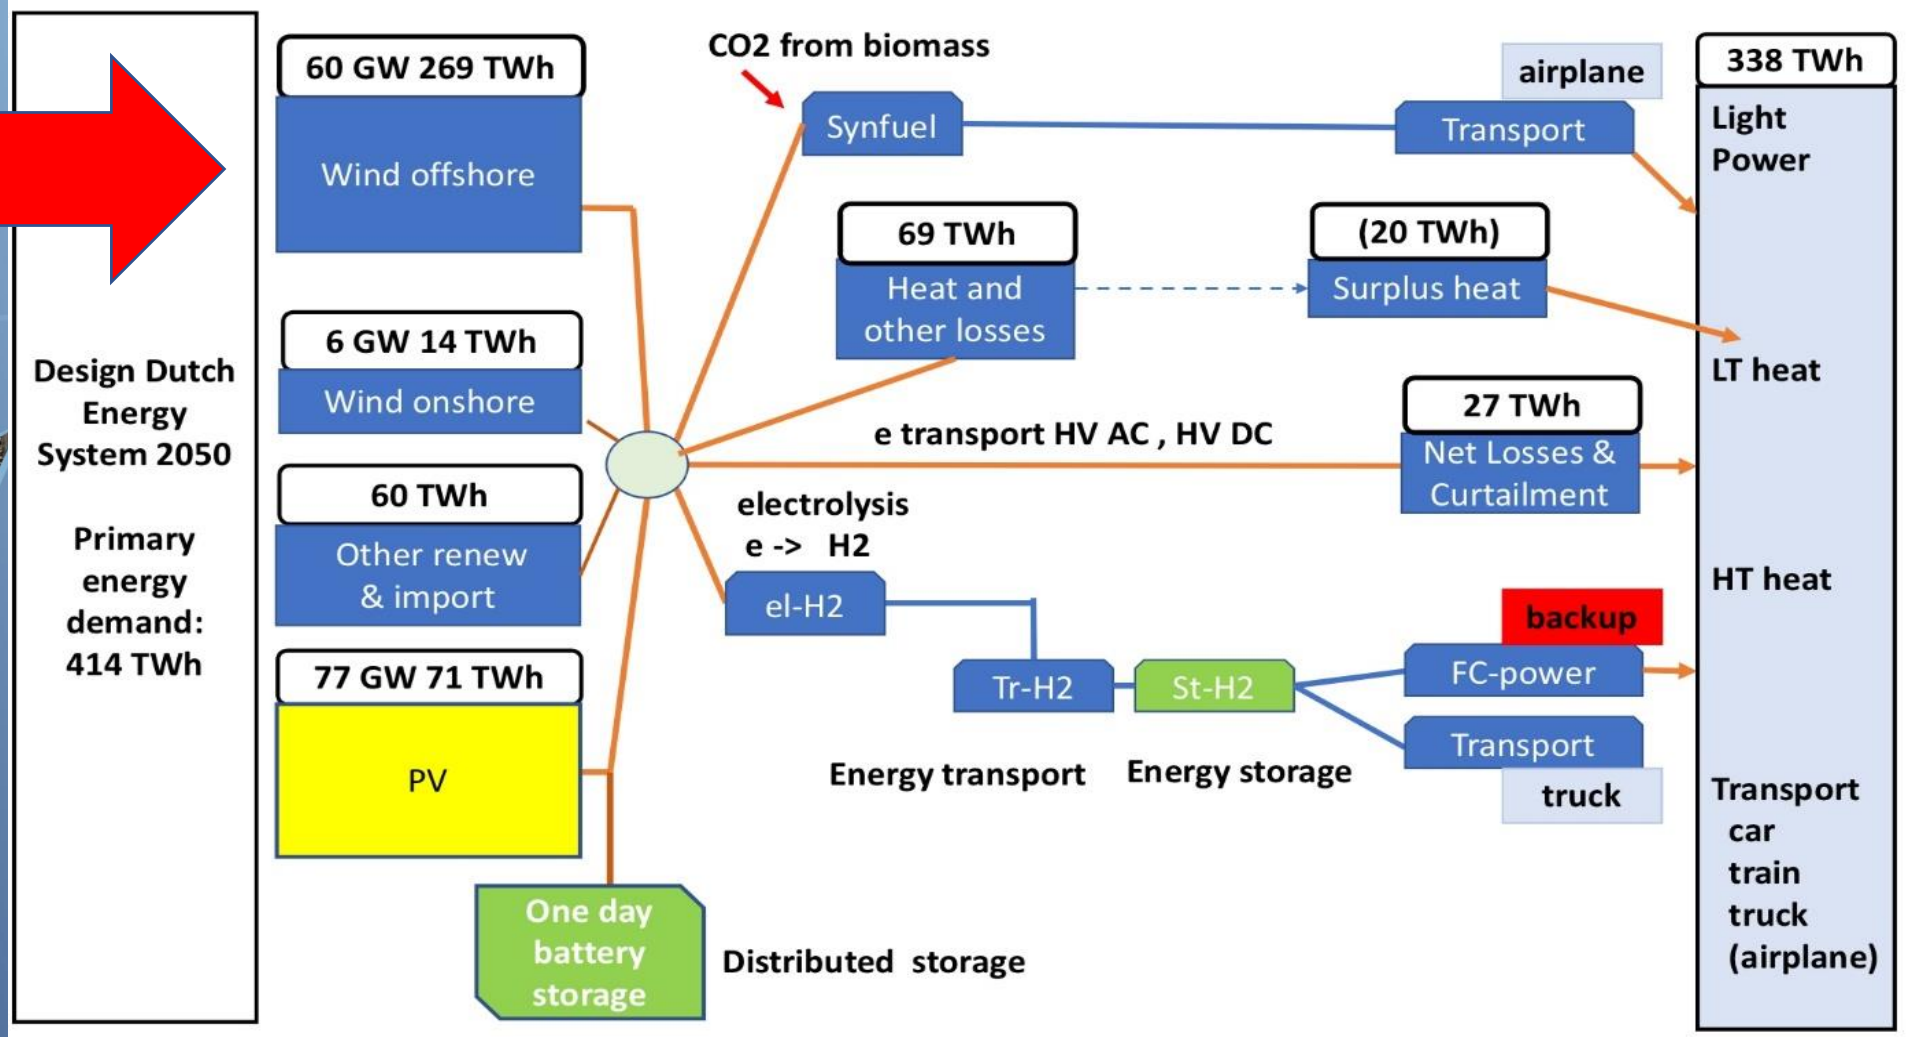 Design Dutch
Energy
System 2050
Primary
energy
demand:
414 TWh
60 GW 269 TWh
Wind offshore
6 GW 14 TWh
Wind onshore
60 TWh
Other renew
& import
77 GW 71 TWh
PV
One day
battery
storage
Distributed storage
CO2 from biomass
Synfuel
airplane
Transport
69 TWh
Heat and
other losses
(20 TWh)
Surplus heat
e transport HV AC , HV DC
27 TWh
Net Losses &
Curtailment
electrolysis
e -> H2
el-H2
Tr-H2
St-H2
Energy transport
Energy storage
backup
FC-power
Transport
truck
338 TWh
Light
Power
LT heat
HT heat
Transport
car
train
truck
(airplane)